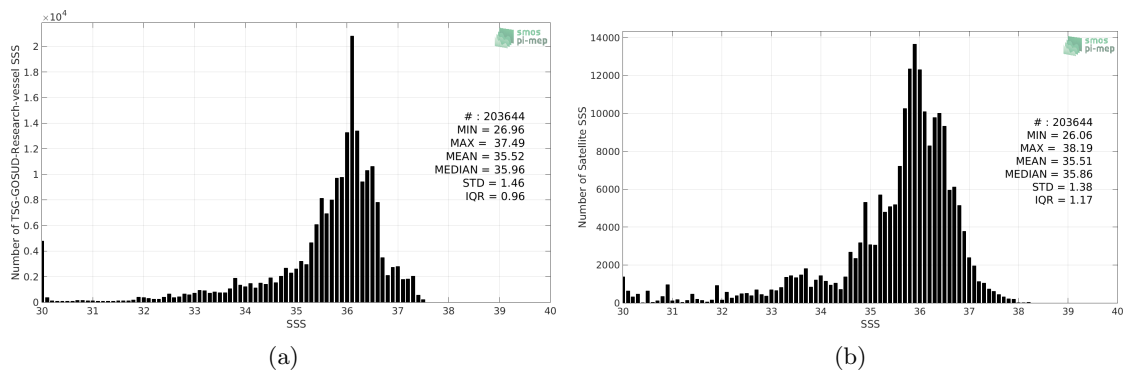 ×10⁴
2
1.8
1.6
1.4
1.2
1
0.8
0.6
0.4
0.2
0
Number of TSG-GOSUD-Research-vessel SSS
smos
pi-mep
# : 203644
MIN = 26.96
MAX = 37.49
MEAN = 35.52
MEDIAN = 35.96
STD = 1.46
IQR = 0.96
30 31 32 33 34 35 36 37 38 39 40
SSS
(a)
14000
12000
10000
8000
6000
4000
2000
0
Number of Satellite SSS
smos
pi-mep
# : 203644
MIN = 26.06
MAX = 38.19
MEAN = 35.51
MEDIAN = 35.86
STD = 1.38
IQR = 1.17
30 31 32 33 34 35 36 37 38 39 40
SSS
(b)